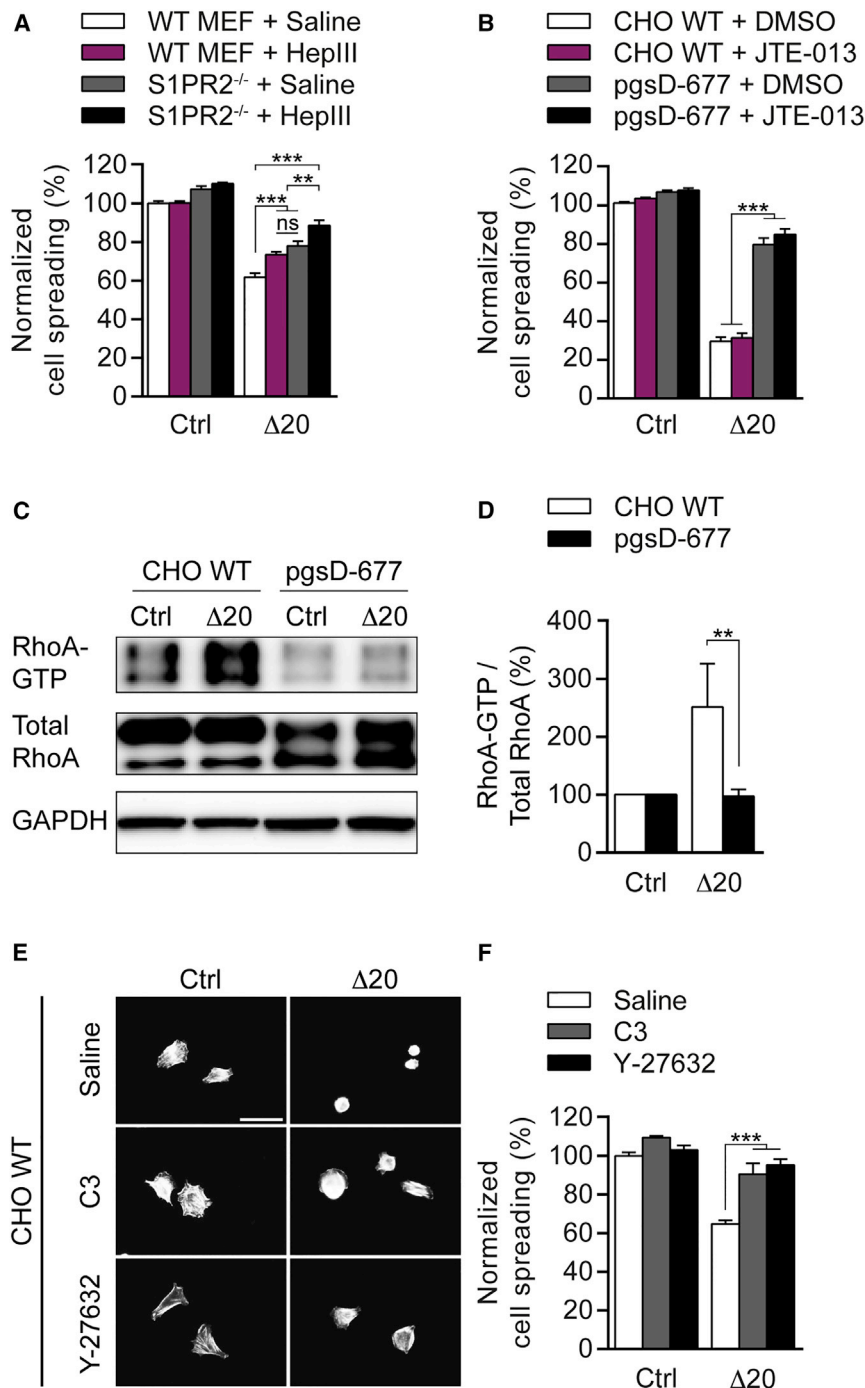 A
WT MEF + Saline
WT MEF + HepIII
S1PR2-/- + Saline
S1PR2-/- + HepIII
Normalized
cell spreading (%)
120
100
80
60
40
20
0
***
**
***
ns
Ctrl
Δ20
B
CHO WT + DMSO
CHO WT + JTE-013
pgsD-677 + DMSO
pgsD-677 + JTE-013
Normalized
cell spreading (%)
120
100
80
60
40
20
0
***
Ctrl
Δ20
C
CHO WT
pgsD-677
Ctrl
Δ20
Ctrl
Δ20
RhoA-
GTP
Total
RhoA
GAPDH
D
CHO WT
pgsD-677
RhoA-GTP /
Total RhoA (%)
400
300
200
100
0
**
Ctrl
Δ20
E
Ctrl
Δ20
CHO WT
Saline
C3
Y-27632
F
Saline
C3
Y-27632
Normalized
cell spreading (%)
120
100
80
60
40
20
0
***
Ctrl
Δ20